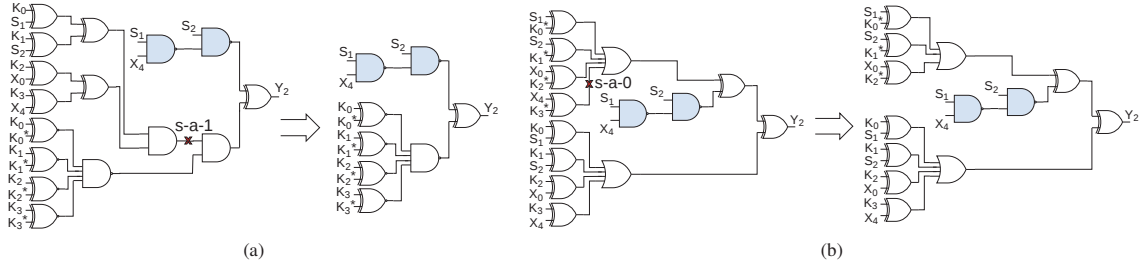 K0
S1
K1
S2
K2
X0
K3
X4
K0
K0*
K1
K1*
K2
K2*
K3
K3*
S1
X4
S2
s-a-1
Y2
S1
X4
S2
K0
K0*
K1
K1*
K2
K2*
K3
K3*
Y2
(a)
S1
K0*
S2
K1*
X0
K2*
X4
K3*
s-a-0
S1
X4
S2
K0
S1
K1
S2
K2
X0
K3
X4
Y2
S1
K0*
S2
K1*
X0
K2*
S1
X4
S2
K0
S1
K1
S2
K2
X0
K3
X4
Y2
(b)